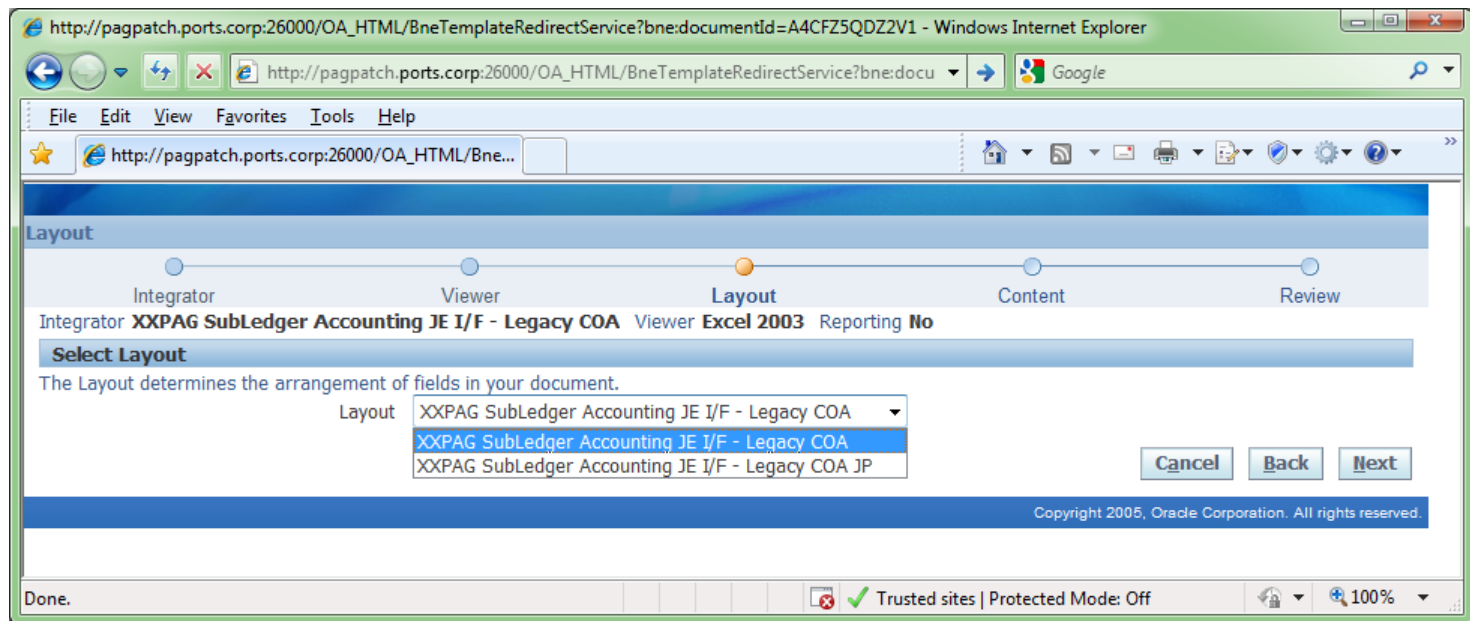 http://pagpatch.ports.corp:26000/OA_HTML/BneTemplateRedirectService?bne:documentId=A4CFZ5QDZ2V1 - Windows Internet Explorer
http://pagpatch.ports.corp:26000/OA_HTML/BneTemplateRedirectService?bne:docu Google
File Edit View Favorites Tools Help
http://pagpatch.ports.corp:26000/OA_HTML/Bne...
Layout
Integrator Viewer Layout Content Review
Integrator XXPAG SubLedger Accounting JE I/F - Legacy COA Viewer Excel 2003 Reporting No
Select Layout
The Layout determines the arrangement of fields in your document.
Layout XXPAG SubLedger Accounting JE I/F - Legacy COA
XXPAG SubLedger Accounting JE I/F - Legacy COA
XXPAG SubLedger Accounting JE I/F - Legacy COA JP
Cancel Back Next
Copyright 2005, Oracle Corporation. All rights reserved.
Done. Trusted sites | Protected Mode: Off 100%